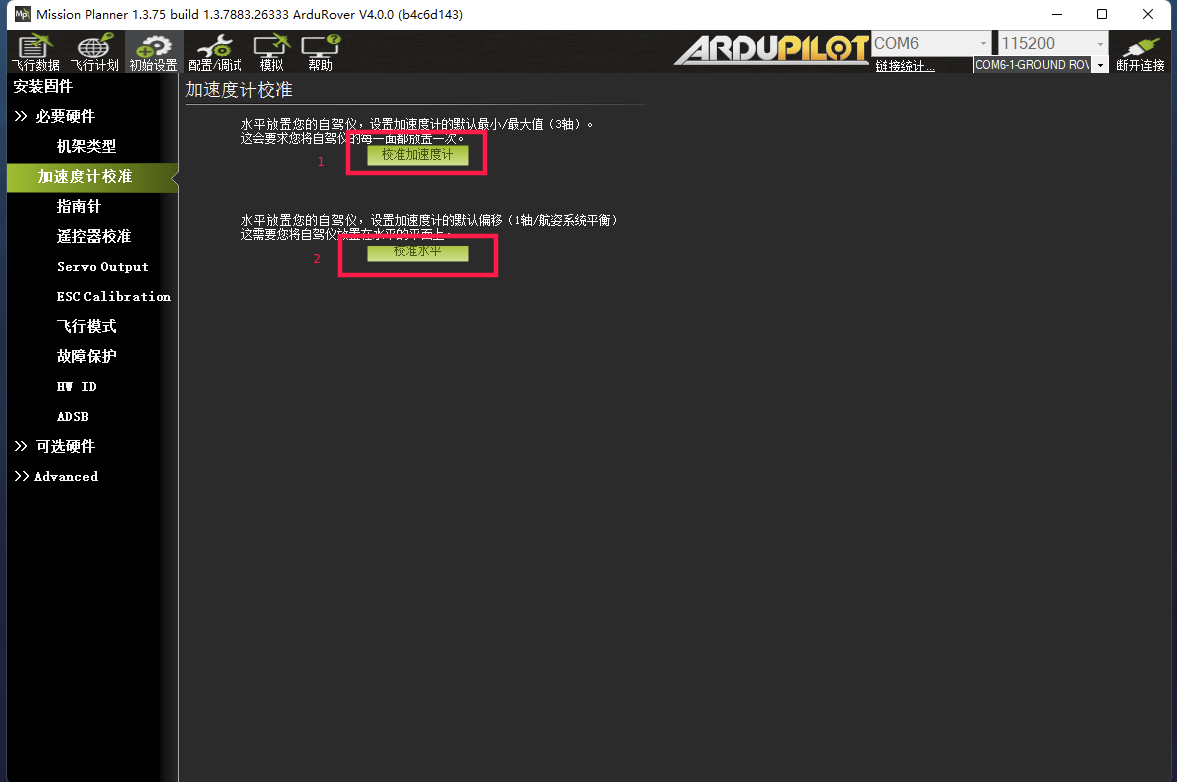 Mission Planner 1.3.75 build 1.3.7883.26333 ArduRover V4.0.0 (b4c6d143)
飞行数据 飞行计划 初始设置 配置/调试 模拟 帮助
ARDUPILOT
COM6 115200
链接统计... COM6-1-GROUND ROV 断开连接
安装固件
>> 必要硬件
机架类型
加速度计校准
指南针
遥控器校准
Servo Output
ESC Calibration
飞行模式
故障保护
HW ID
ADSB
>> 可选硬件
>> Advanced
加速度计校准
水平放置您的自驾仪，设置加速度计的默认最小/最大值（3轴）。
这会要求您将自驾仪的每一面都放置一次。
1 校准加速度计
水平放置您的自驾仪，设置加速度计的默认偏移（1轴/航姿系统平衡）
这需要您将自驾仪放置在水平的平面上。
2 校准水平